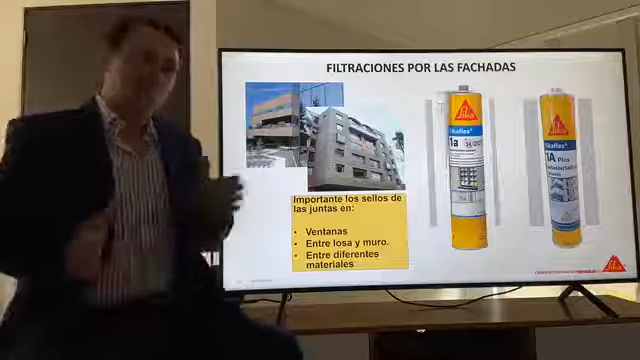 FILTRACIONES POR LAS FACHADAS
Importante los sellos de
las juntas en:
• Ventanas
• Entre losa y muro.
• Entre diferentes
materiales
Sika
Sikaflex®
1a
Sika
Sikaflex®
1A Plus